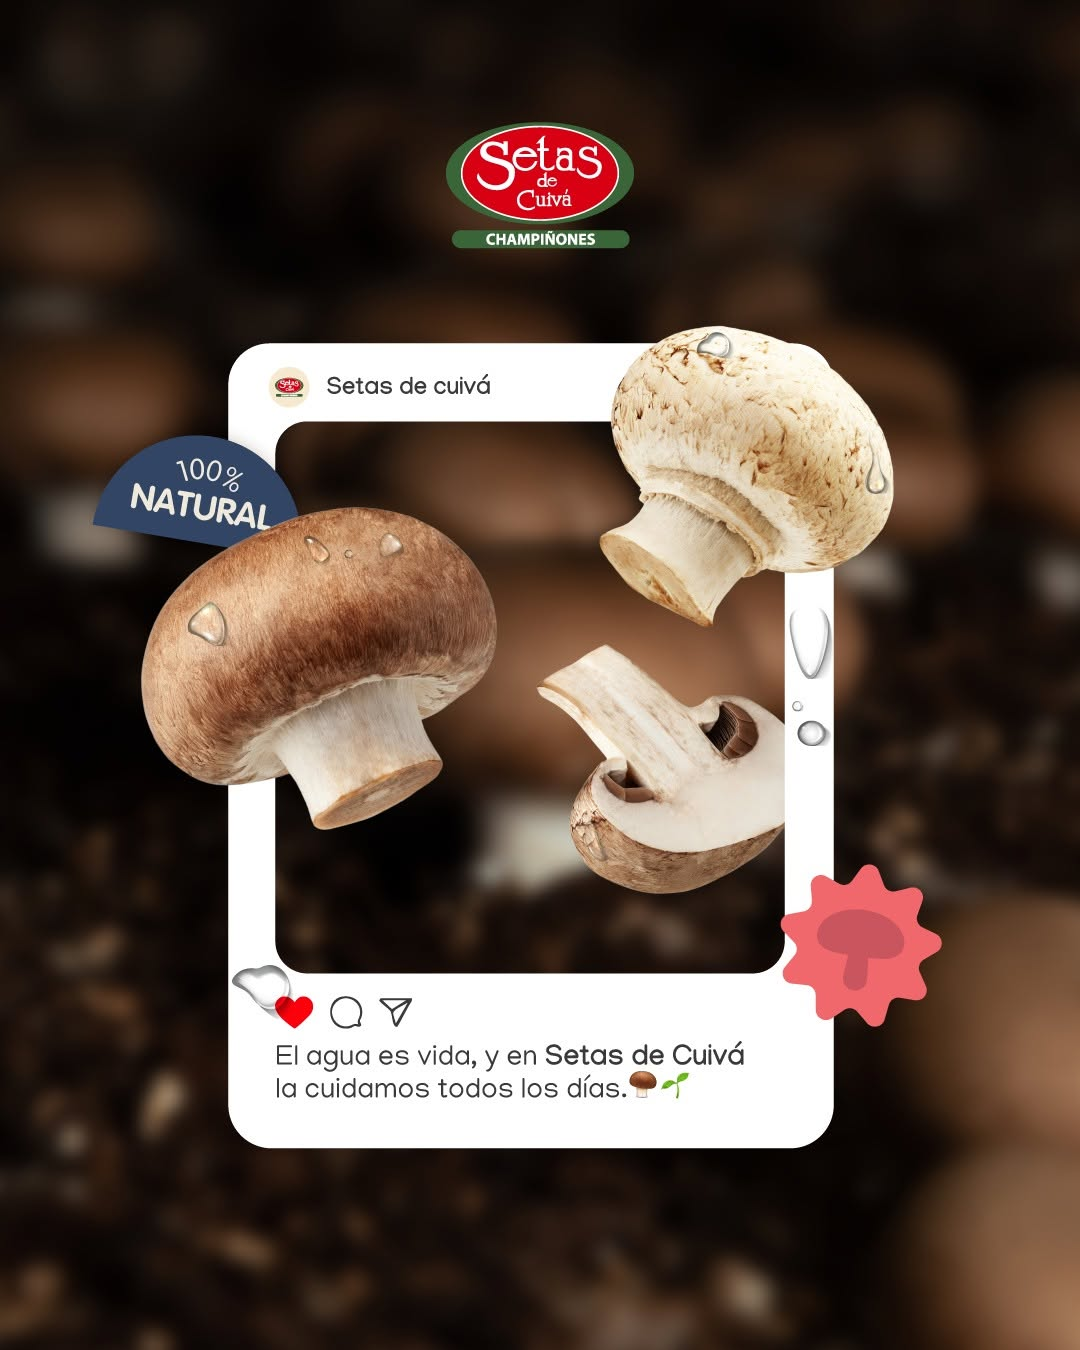 Setas
de
Cuivá
CHAMPIÑONES
Setas de cuivá
100%
NATURAL
El agua es vida, y en Setas de Cuivá
la cuidamos todos los días.🍄🌱